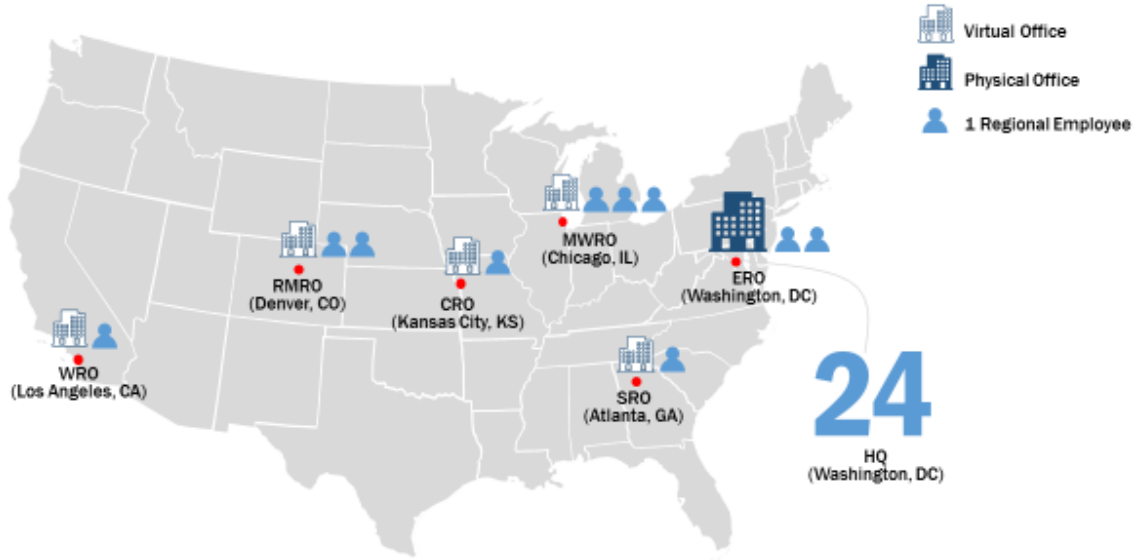 Virtual Office
Physical Office
1 Regional Employee
MWRO
(Chicago, IL)
ERO
(Washington, DC)
RMRO
(Denver, CO)
CRO
(Kansas City, KS)
WRO
(Los Angeles, CA)
SRO
(Atlanta, GA)
24
HQ
(Washington, DC)